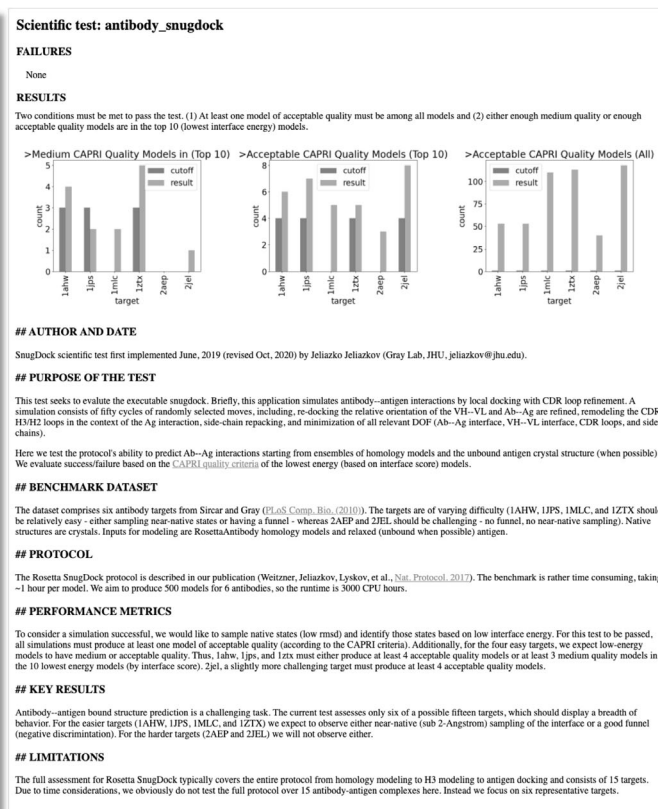 Scientific test: antibody_snugdock
FAILURES
None
RESULTS
Two conditions must be met to pass the test. (1) At least one model of acceptable quality must be among all models and (2) either enough medium quality or enough
acceptable quality models are in the top 10 (lowest interface energy) models.
>Medium CAPRI Quality Models in (Top 10) >Acceptable CAPRI Quality Models (Top 10) >Acceptable CAPRI Quality Models (All)
5
4
3
2
1
0
count
cutoff
result
1ahw
1jps
1mlc
1ztx
2aep
2jel
target
8
6
4
2
0
count
cutoff
result
1ahw
1jps
1mlc
1ztx
2aep
2jel
target
100
75
50
25
0
count
cutoff
result
1ahw
1jps
1mlc
1ztx
2aep
2jel
target
## AUTHOR AND DATE
SnugDock scientific test first implemented June, 2019 (revised Oct, 2020) by Jeliazko Jeliazkov (Gray Lab, JHU, jeliazkov@jhu.edu).
## PURPOSE OF THE TEST
This test seeks to evalute the executable snugdock. Briefly, this application simulates antibody--antigen interactions by local docking with CDR loop refinement. A
simulation consists of fifty cycles of randomly selected moves, including, re-docking the relative orientation of the VH--VL and Ab--Ag are refined, remodeling the CDR
H3/H2 loops in the context of the Ag interaction, side-chain repacking, and minimization of all relevant DOF (Ab--Ag interface, VH--VL interface, CDR loops, and side
chains).
Here we test the protocol's ability to predict Ab--Ag interactions starting from ensembles of homology models and the unbound antigen crystal structure (when possible)
We evaluate success/failure based on the CAPRI quality criteria of the lowest energy (based on interface score) models.
## BENCHMARK DATASET
The dataset comprises six antibody targets from Sircar and Gray (PLoS Comp. Bio. (2010)). The targets are of varying difficulty (1AHW, 1JPS, 1MLC, and 1ZTX shoul
be relatively easy - either sampling near-native states or having a funnel - whereas 2AEP and 2JEL should be challenging - no funnel, no near-native sampling). Native
structures are crystals. Inputs for modeling are RosettaAntibody homology models and relaxed (unbound when possible) antigen.
## PROTOCOL
The Rosetta SnugDock protocol is described in our publication (Weitzner, Jeliazkov, Lyskov, et al., Nat. Protocol. 2017). The benchmark is rather time consuming, taking
~1 hour per model. We aim to produce 500 models for 6 antibodies, so the runtime is 3000 CPU hours.
## PERFORMANCE METRICS
To consider a simulation successful, we would like to sample native states (low rmsd) and identify those states based on low interface energy. For this test to be passed,
all simulations must produce at least one model of acceptable quality (according to the CAPRI criteria). Additionally, for the four easy targets, we expect low-energy
models to have medium or acceptable quality. Thus, 1ahw, 1jps, and 1ztx must either produce at least 4 acceptable quality models or at least 3 medium quality models in
the 10 lowest energy models (by interface score). 2jel, a slightly more challenging target must produce at least 4 acceptable quality models.
## KEY RESULTS
Antibody--antigen bound structure prediction is a challenging task. The current test assesses only six of a possible fifteen targets, which should display a breadth of
behavior. For the easier targets (1AHW, 1JPS, 1MLC, and 1ZTX) we expect to observe either near-native (sub 2-Angstrom) sampling of the interface or a good funnel
(negative discrimintation). For the harder targets (2AEP and 2JEL) we will not observe either.
## LIMITATIONS
The full assessment for Rosetta SnugDock typically covers the entire protocol from homology modeling to H3 modeling to antigen docking and consists of 15 targets.
Due to time considerations, we obviously do not test the full protocol over 15 antibody-antigen complexes here. Instead we focus on six representative targets.